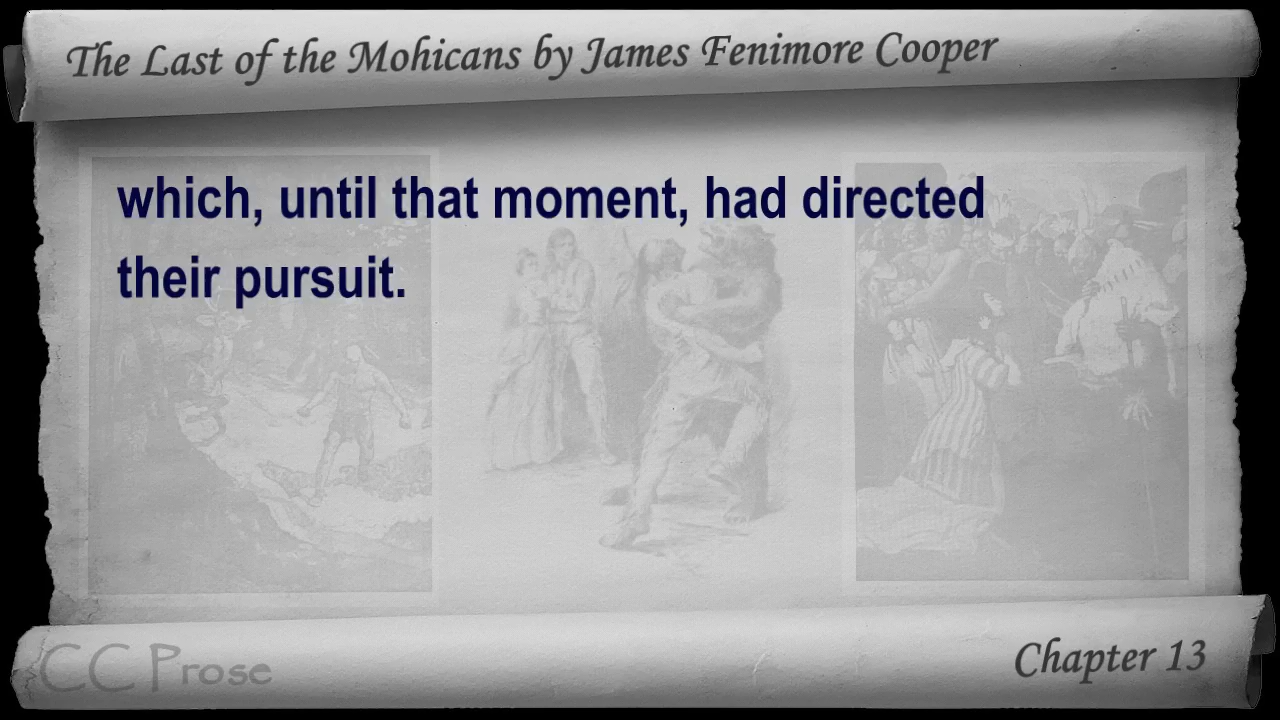 The Last of the Mohicans by James Fenimore Cooper
which, until that moment, had directed
their pursuit.
CC Prose
Chapter 13